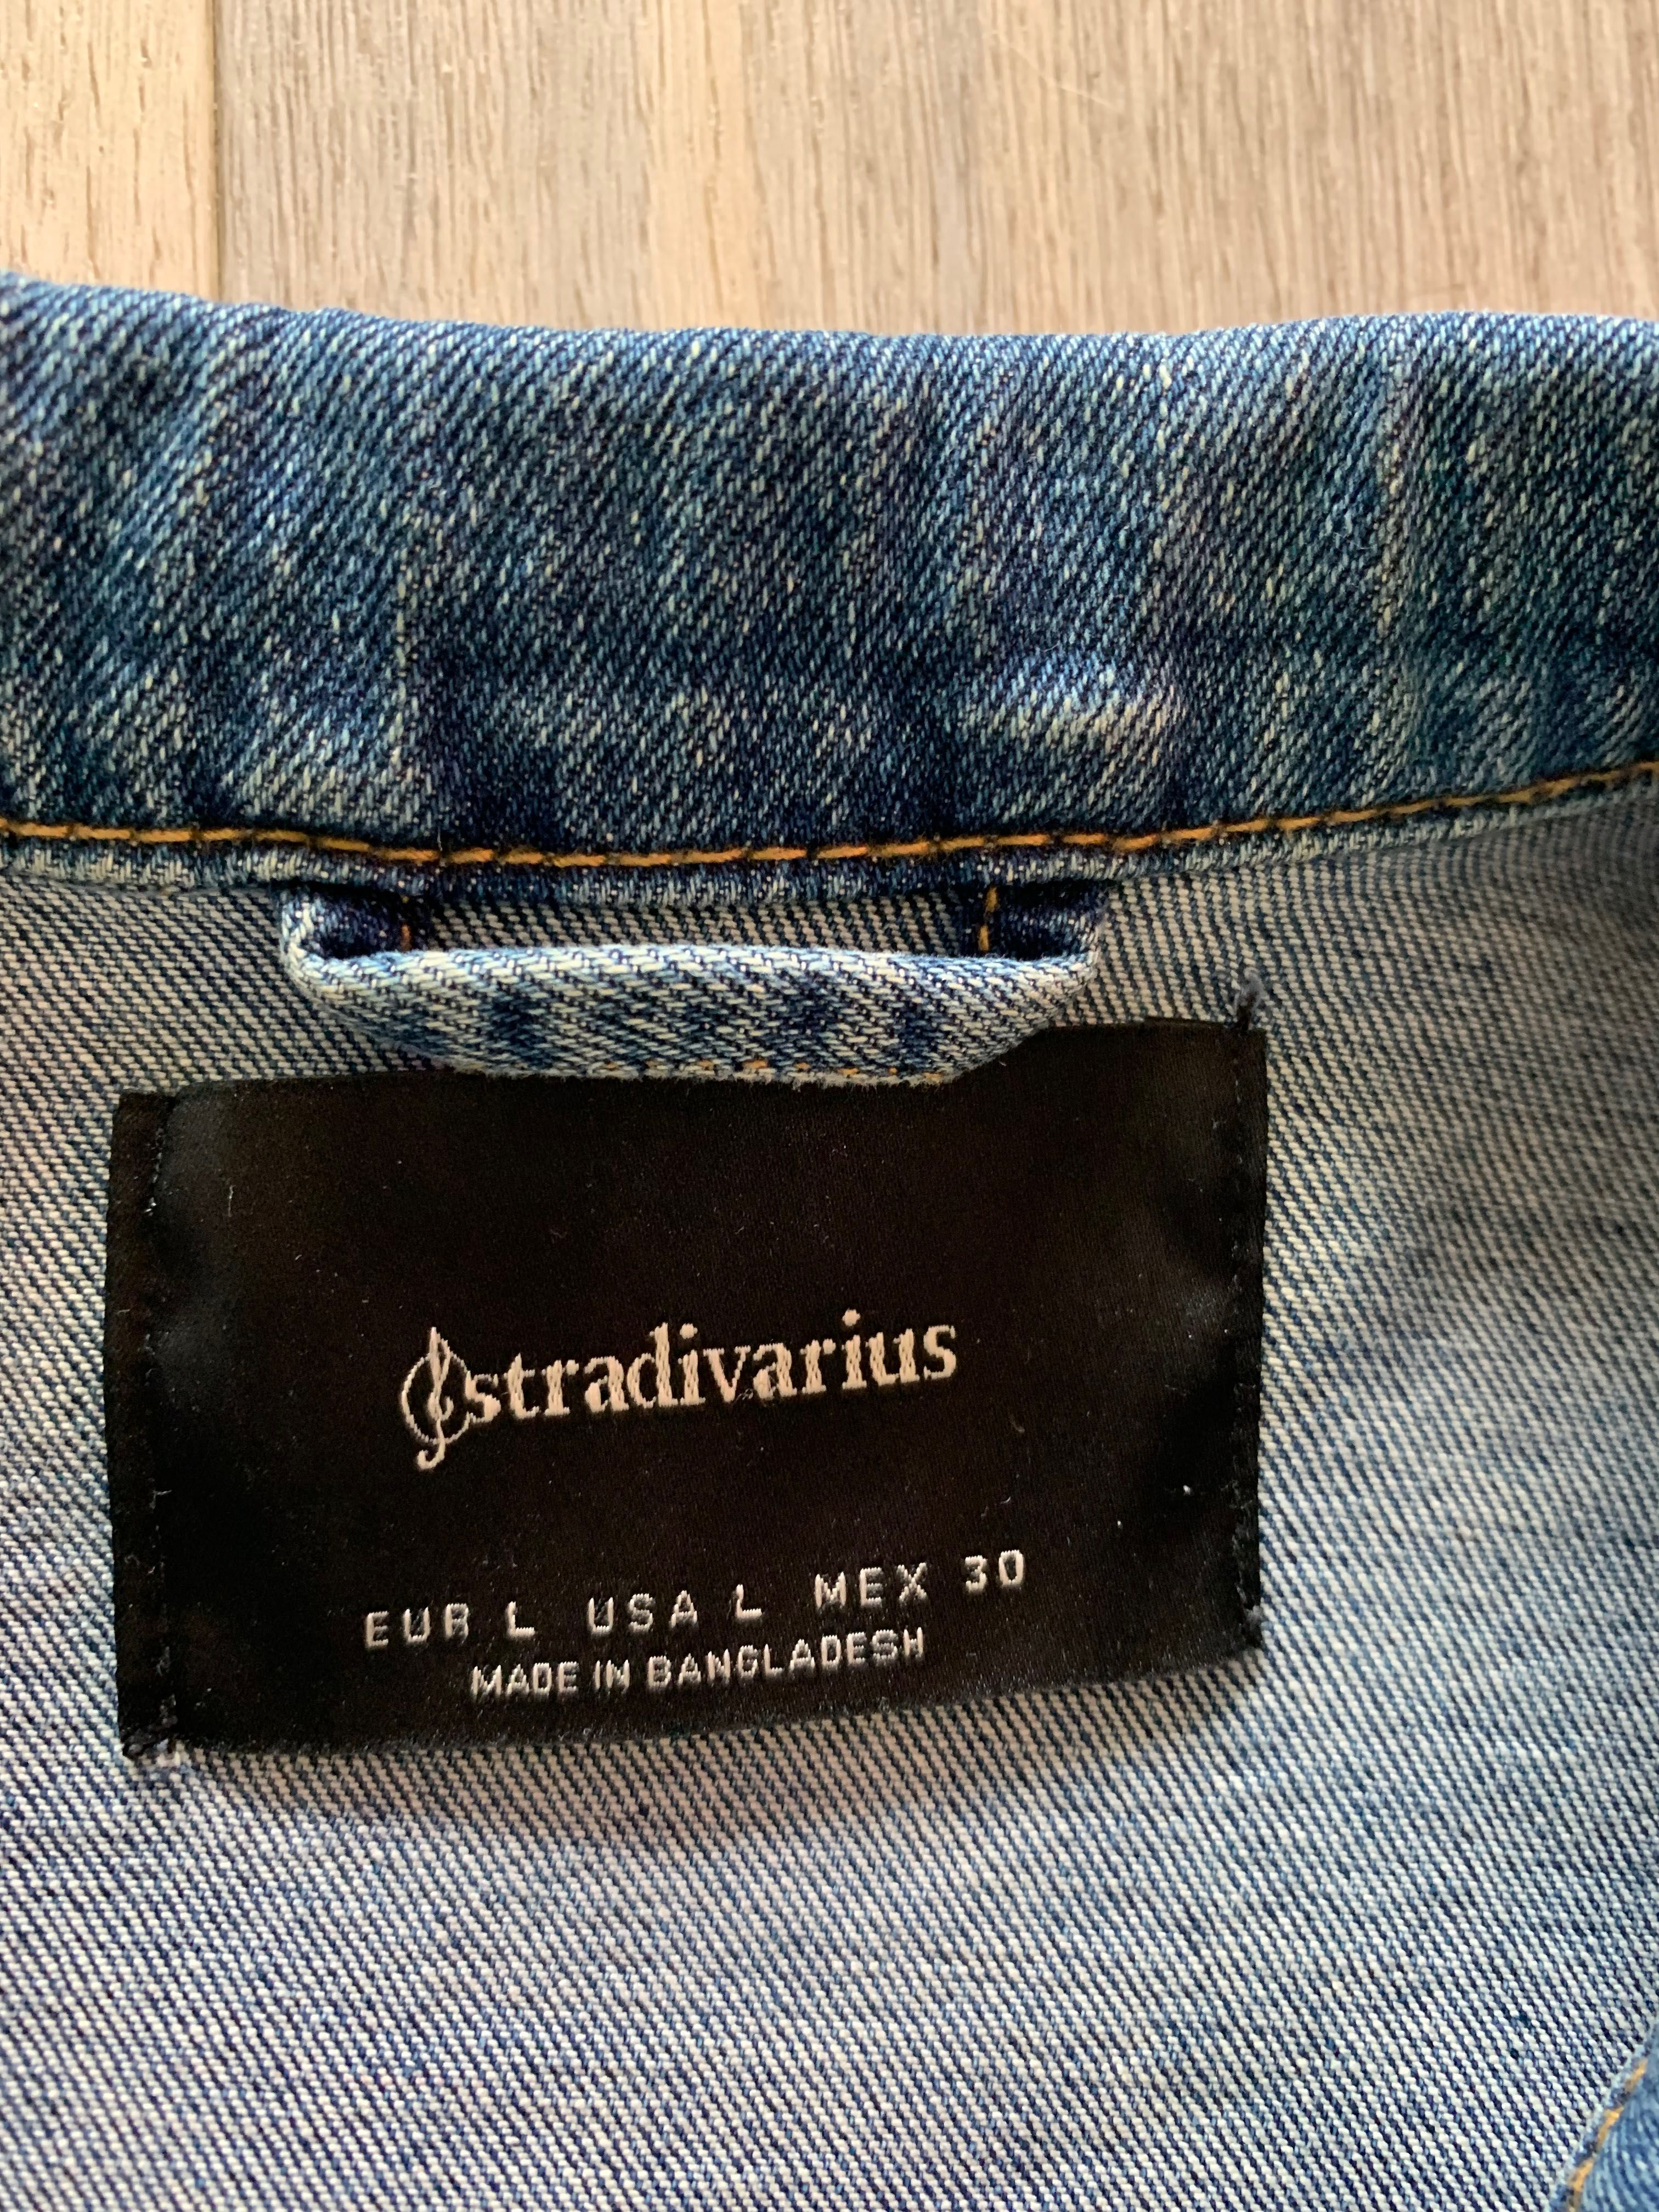 stradivarius
EUR L USA L MEX 30
MADE IN BANGLADESH